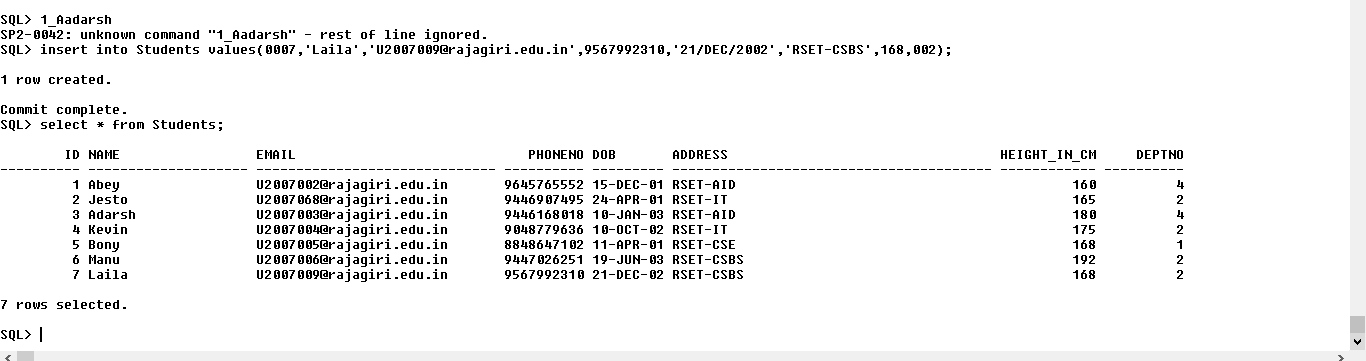 SQL> 1_Aadarsh
SP2-0042: unknown command "1_Aadarsh" - rest of line ignored.
SQL> insert into Students values(0007,'Laila','U2007009@rajagiri.edu.in',9567992310,'21/DEC/2002','RSET-CSBS',168,002);
1 row created.
Commit complete.
SQL> select * from Students;
ID NAME EMAIL PHONENO DOB ADDRESS HEIGHT_IN_CM DEPTNO
---------- -------------------- ------------------------------ ---------- --------- ---------------------------------------- ------------ ----------
1 Abey U2007002@rajagiri.edu.in 9645765552 15-DEC-01 RSET-AID 160 4
2 Jesto U2007068@rajagiri.edu.in 9446907495 24-APR-01 RSET-IT 165 2
3 Adarsh U2007003@rajagiri.edu.in 9446168018 10-JAN-03 RSET-AID 180 4
4 Kevin U2007004@rajagiri.edu.in 9048779636 10-OCT-02 RSET-IT 175 2
5 Bony U2007005@rajagiri.edu.in 8848647102 11-APR-01 RSET-CSE 168 1
6 Manu U2007006@rajagiri.edu.in 9447026251 19-JUN-03 RSET-CSBS 192 2
7 Laila U2007009@rajagiri.edu.in 9567992310 21-DEC-02 RSET-CSBS 168 2
7 rows selected.
SQL>